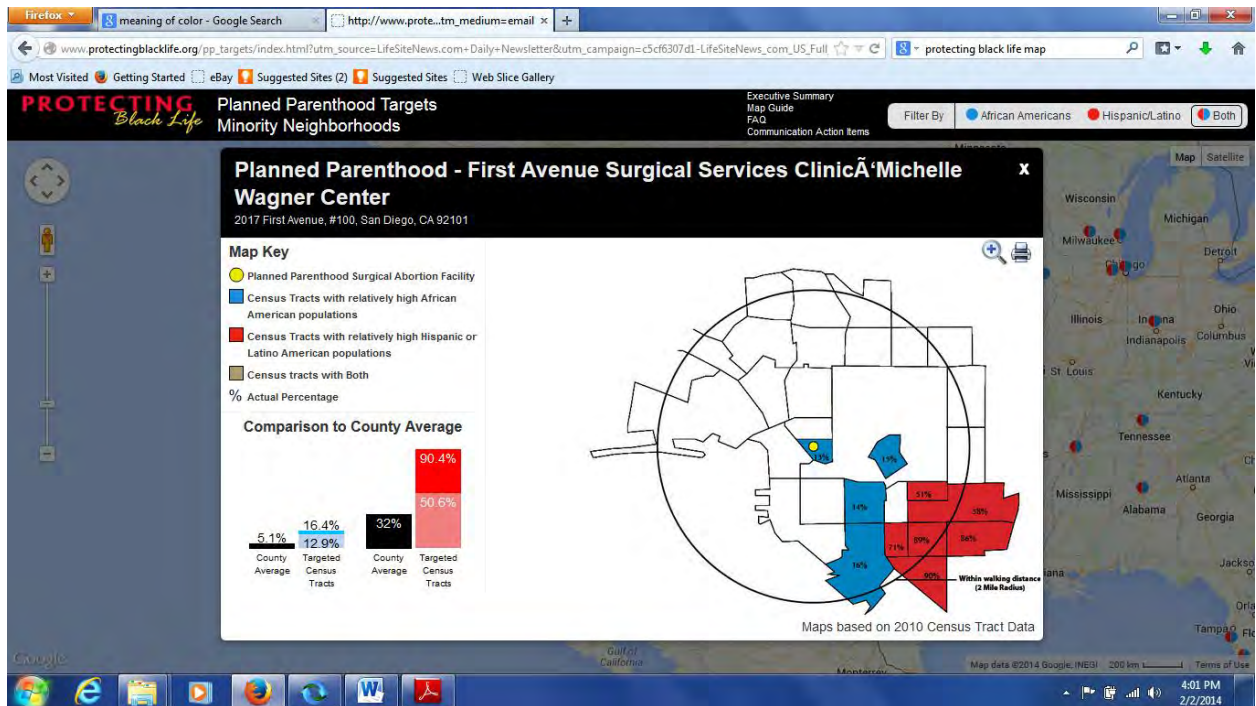 Firefox
meaning of color - Google Search
http://www.prote...tm_medium=email
www.protectingblacklife.org/pp_targets/index.html?utm_source=LifeSiteNews.com+Daily+Newsletter&utm_campaign=c5cf6307d1-LifeSiteNews_com_US_Full
protecting black life map
Most Visited Getting Started eBay Suggested Sites (2) Suggested Sites Web Slice Gallery
PROTECTING
Black Life
Planned Parenthood Targets
Minority Neighborhoods
Executive Summary
Map Guide
FAQ
Communication Action Items
Filter By African Americans Hispanic/Latino Both
Planned Parenthood - First Avenue Surgical Services ClinicÃ‘Michelle
Wagner Center
x
2017 First Avenue, #100, San Diego, CA 92101
Map Key
Planned Parenthood Surgical Abortion Facility
Census Tracts with relatively high African
American populations
Census Tracts with relatively high Hispanic or
Latino American populations
Census tracts with Both
% Actual Percentage
Comparison to County Average
5.1%
16.4%
12.9%
32%
90.4%
50.6%
County
Average
Targeted
Census
Tracts
County
Average
Targeted
Census
Tracts
13%
14%
16%
51%
58%
71%
89%
86%
90%
Within walking distance
(2 Mile Radius)
Maps based on 2010 Census Tract Data
Map Satellite
Minnesota
Wisconsin
Michigan
Milwaukee
Detroit
Illinois
Ohio
Indianapolis
Columbus
St Louis
Kentucky
Tennessee
Mississippi
Atlanta
Alabama
Georgia
Gulf of
California
Monterrey
Google
Map data ©2014 Google, INEGI 200 km Terms of Use
4:01 PM
2/2/2014